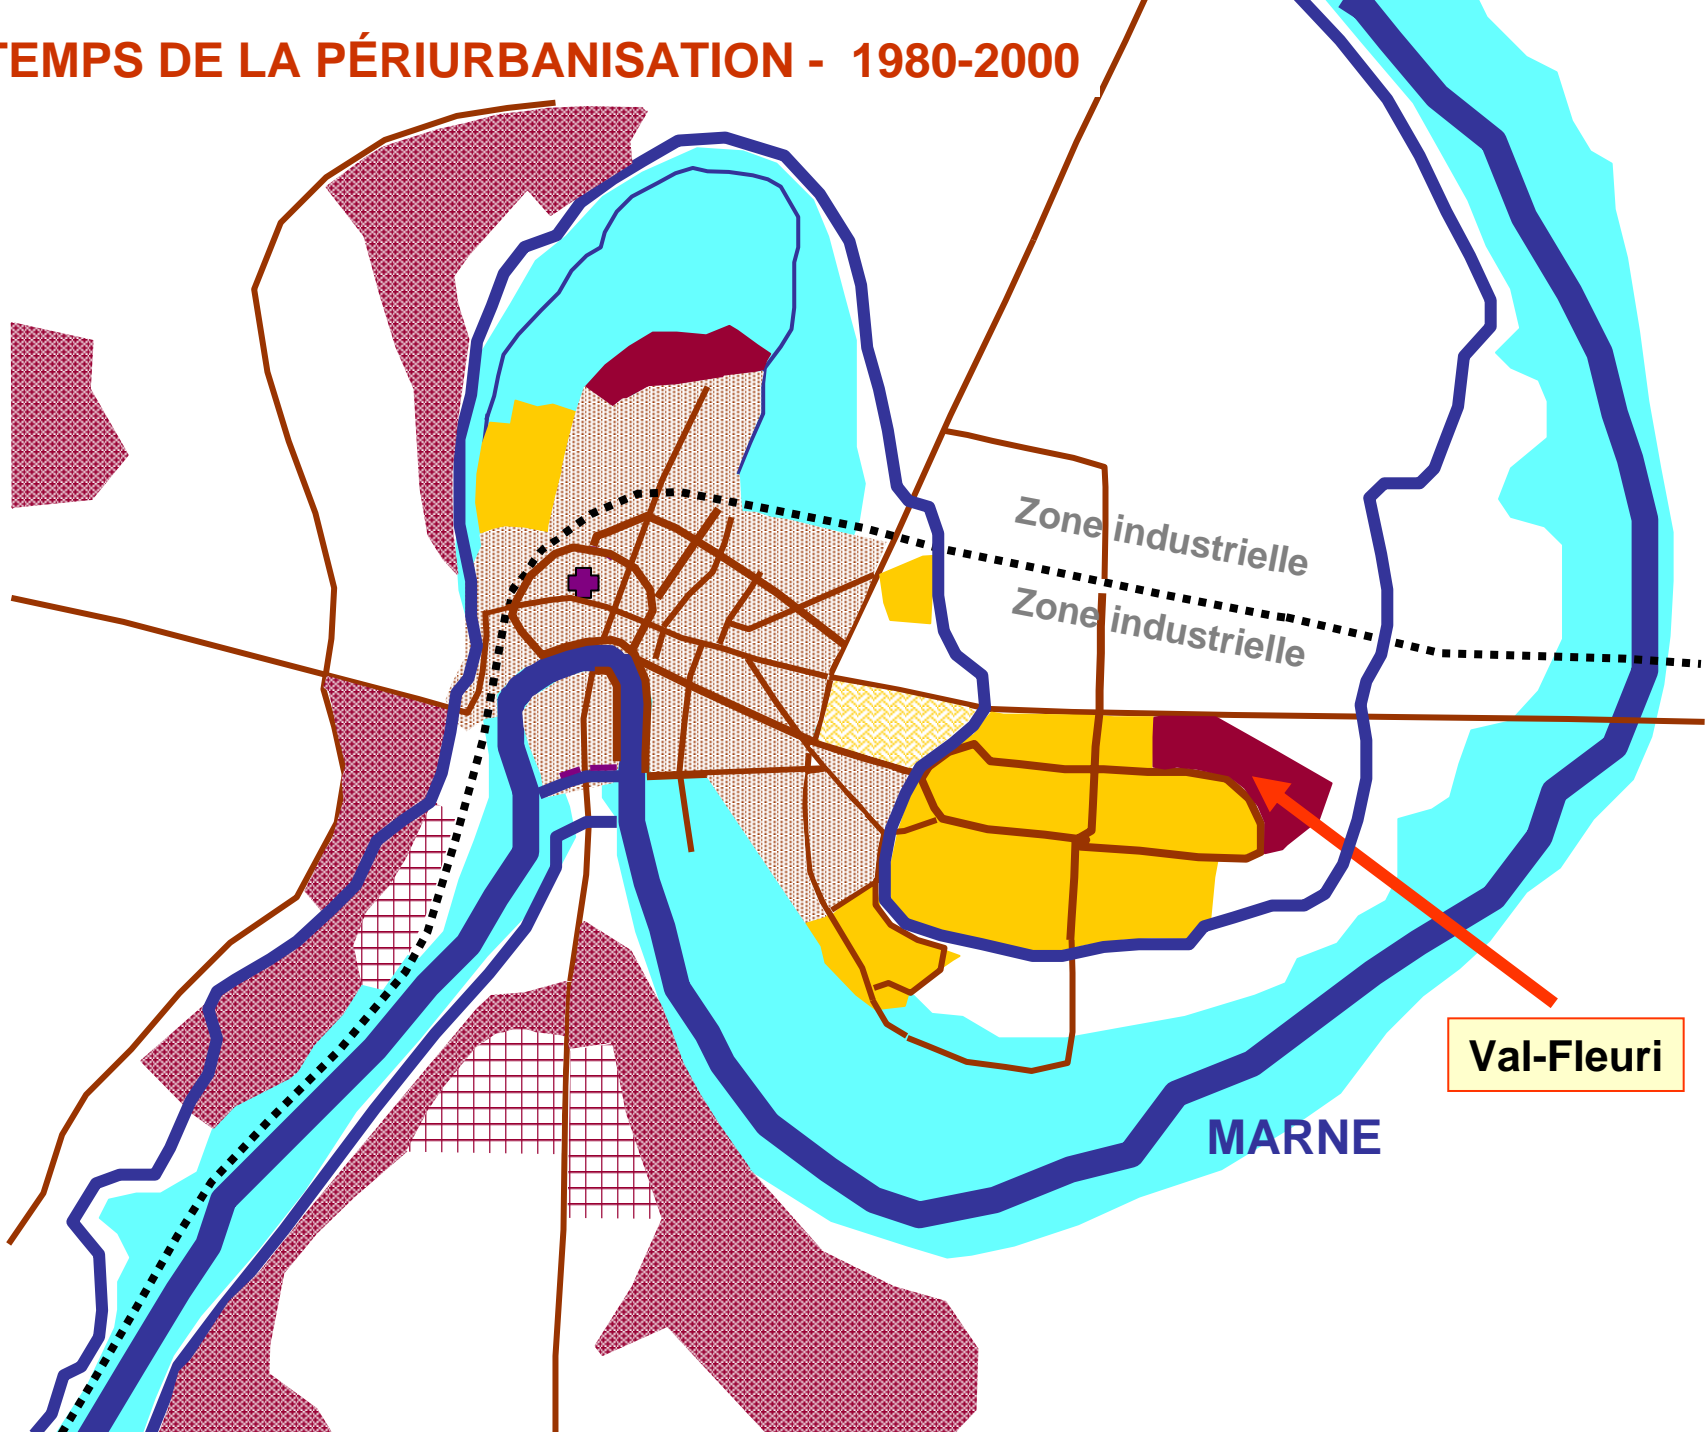 TEMPS DE LA PÉRIURBANISATION - 1980-2000
Zone industrielle
Zone industrielle
Val-Fleuri
MARNE